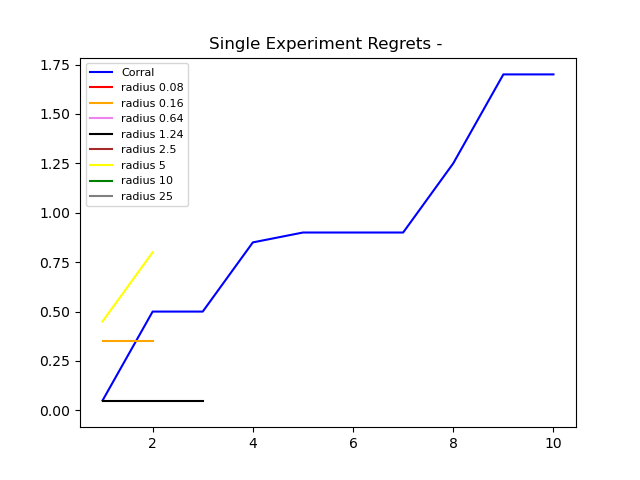 Single Experiment Regrets -
1.75
1.50
1.25
1.00
0.75
0.50
0.25
0.00
Corral
radius 0.08
radius 0.16
radius 0.64
radius 1.24
radius 2.5
radius 5
radius 10
radius 25
2 4 6 8 10